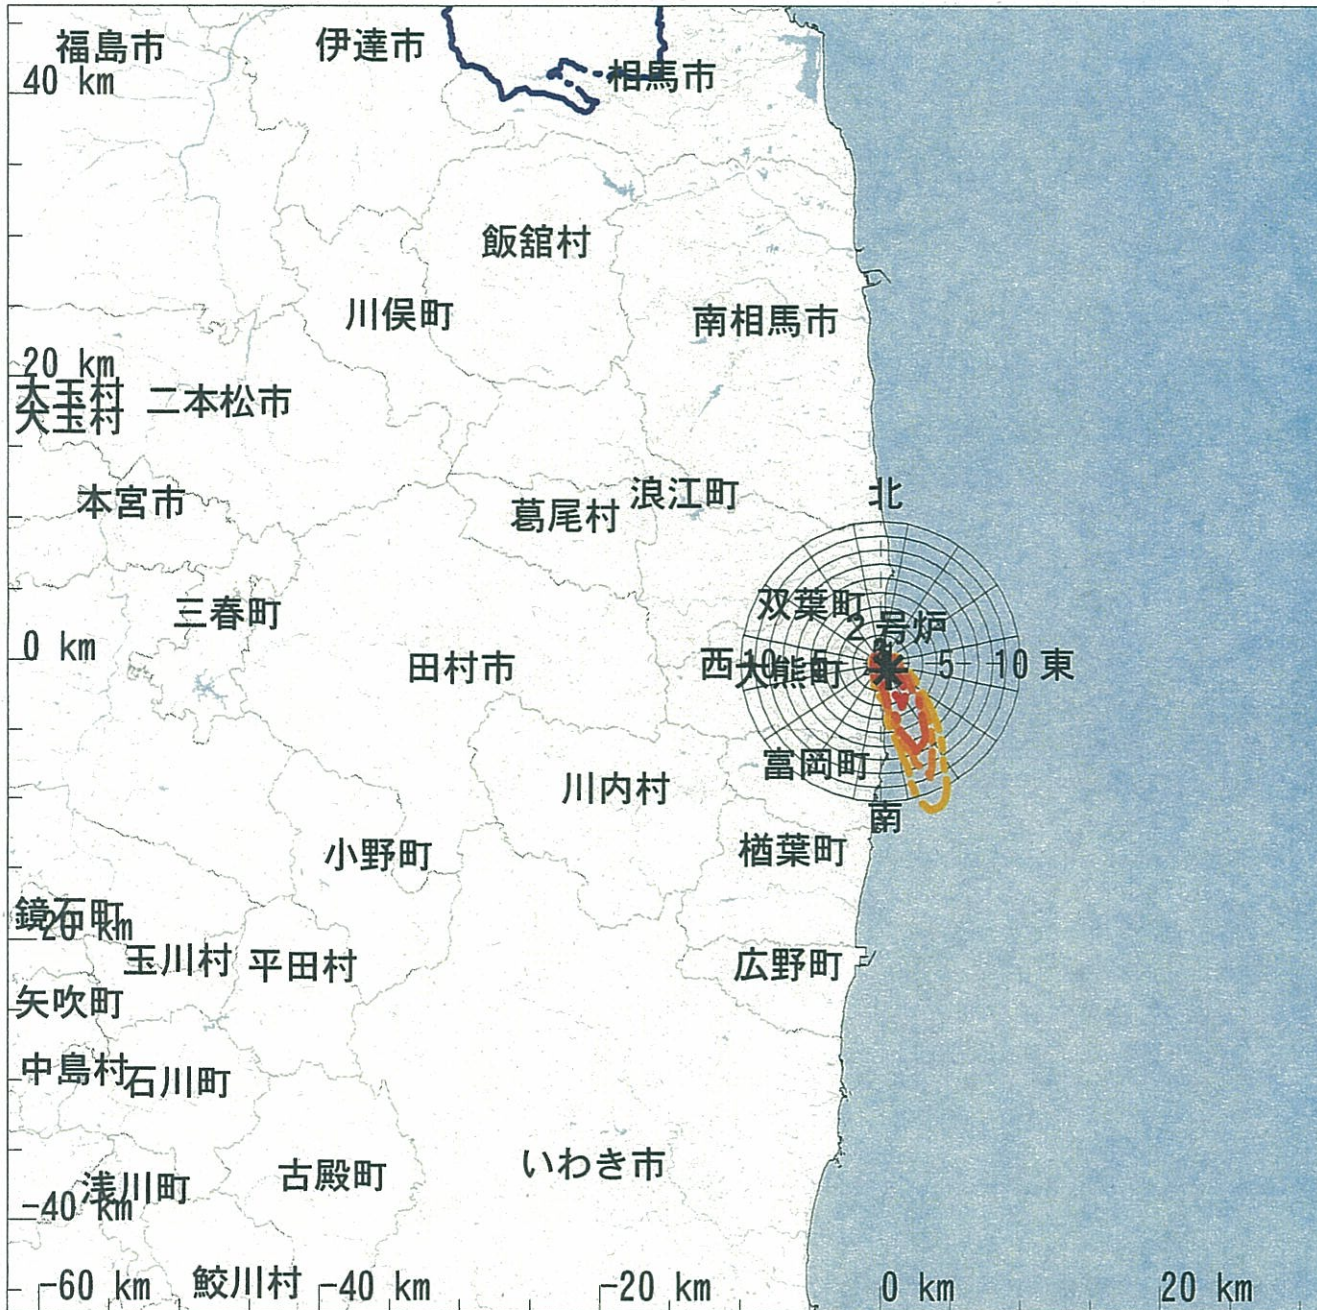 福島市
伊達市
相馬市
40 km
飯舘村
川俣町
南相馬市
20 km
大玉村
二本松市
大玉村
本宮市
葛尾村
浪江町
北
双葉町
三春町
2号炉
0 km
田村市
西
10
5
大熊町
5
10
東
富岡町
川内村
南
小野町
楢葉町
鏡石町
-20 km
玉川村
平田村
広野町
矢吹町
中島村
石川町
いわき市
古殿町
浅川町
-40 km
-60 km
鮫川村
-40 km
-20 km
0 km
20 km